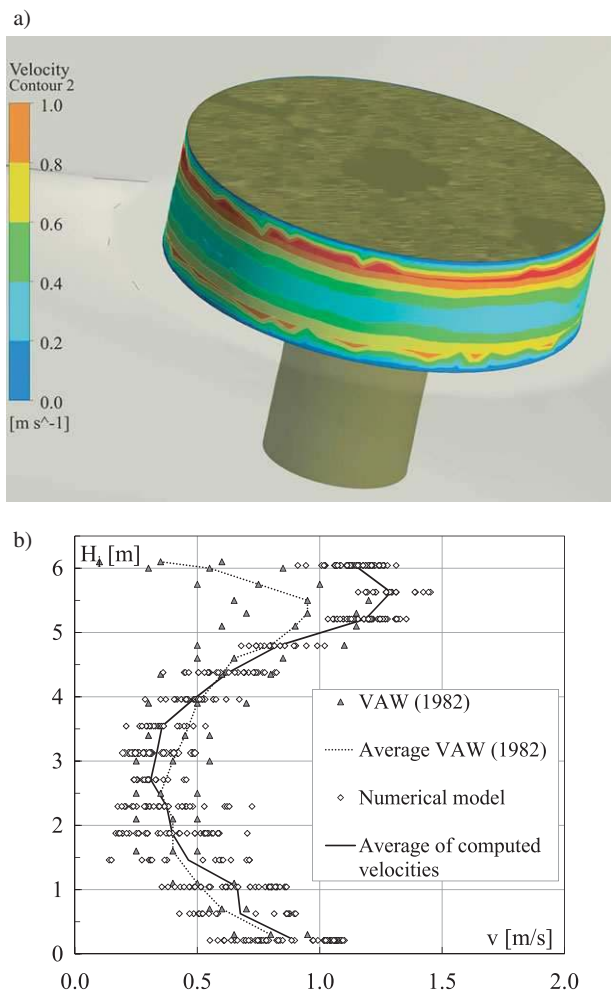 a)
Velocity
Contour 2
1.0
0.8
0.6
0.4
0.2
0.0
[m s^-1]
b)
H₁ [m]
6
5
4
3
2
1
0
VAW (1982)
Average VAW (1982)
Numerical model
Average of computed
velocities
v [m/s]
0.0 0.5 1.0 1.5 2.0